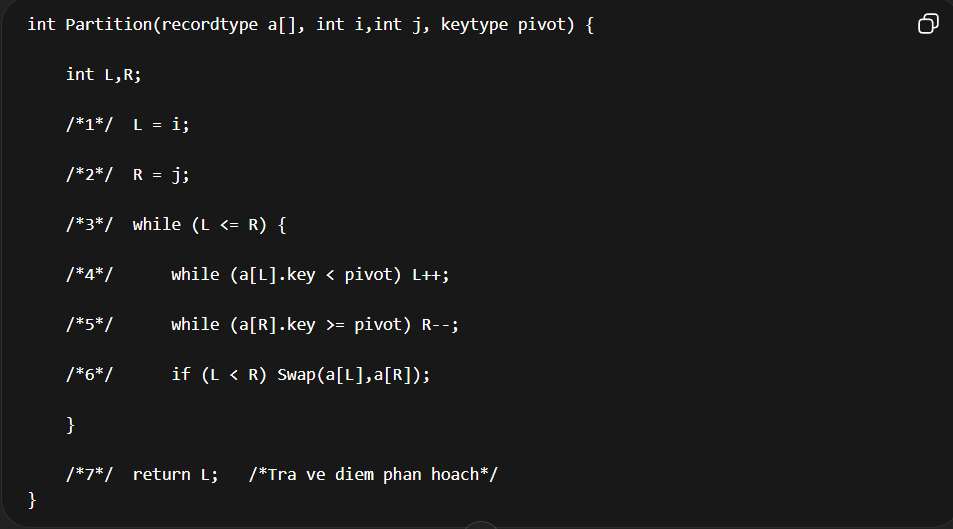 int Partition(recordtype a[], int i,int j, keytype pivot) {
    int L,R;
    /*1*/  L = i;
    /*2*/  R = j;
    /*3*/  while (L <= R) {
    /*4*/      while (a[L].key < pivot) L++;
    /*5*/      while (a[R].key >= pivot) R--;
    /*6*/      if (L < R) Swap(a[L],a[R]);
    }
    /*7*/  return L;   /*Tra ve diem phan hoach*/
}